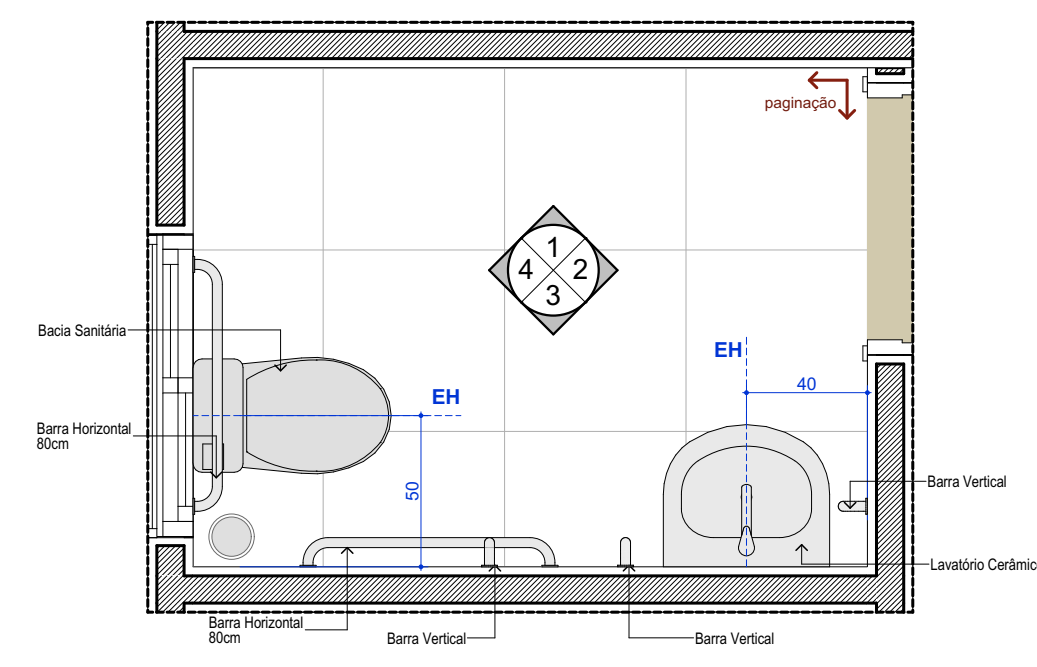 paginação
1
4
2
3
Bacia Sanitária
EH
40
EH
Barra Horizontal
80cm
50
Barra Vertical
Lavatório Cerâmic
Barra Horizontal
80cm
Barra Vertical
Barra Vertical